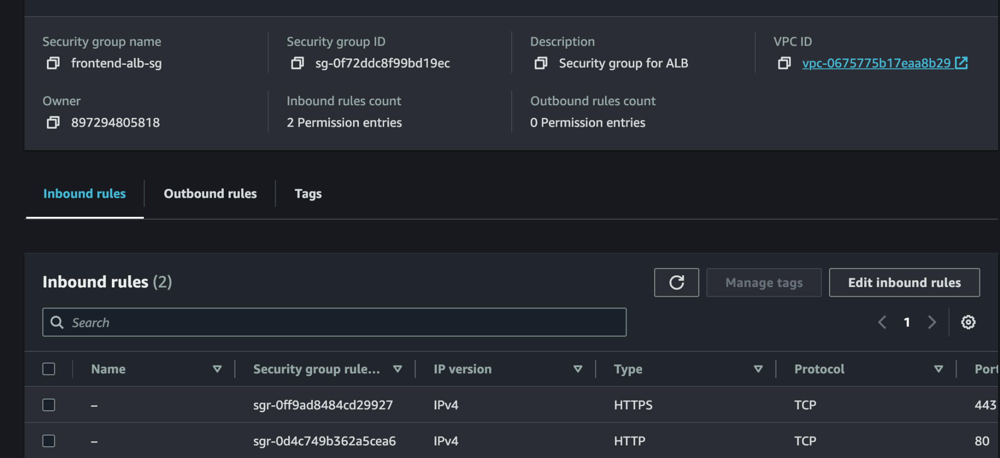 Security group name
frontend-alb-sg
Security group ID
sg-0f72ddc8f99bd19ec
Description
Security group for ALB
VPC ID
vpc-0675775b17eaa8b29
Owner
897294805818
Inbound rules count
2 Permission entries
Outbound rules count
0 Permission entries
Inbound rules
Outbound rules
Tags
Inbound rules (2)
Manage tags
Edit inbound rules
Search
1
Name
Security group rule...
IP version
Type
Protocol
Port
–
sgr-0ff9ad8484cd29927
IPv4
HTTPS
TCP
443
–
sgr-0d4c749b362a5cea6
IPv4
HTTP
TCP
80